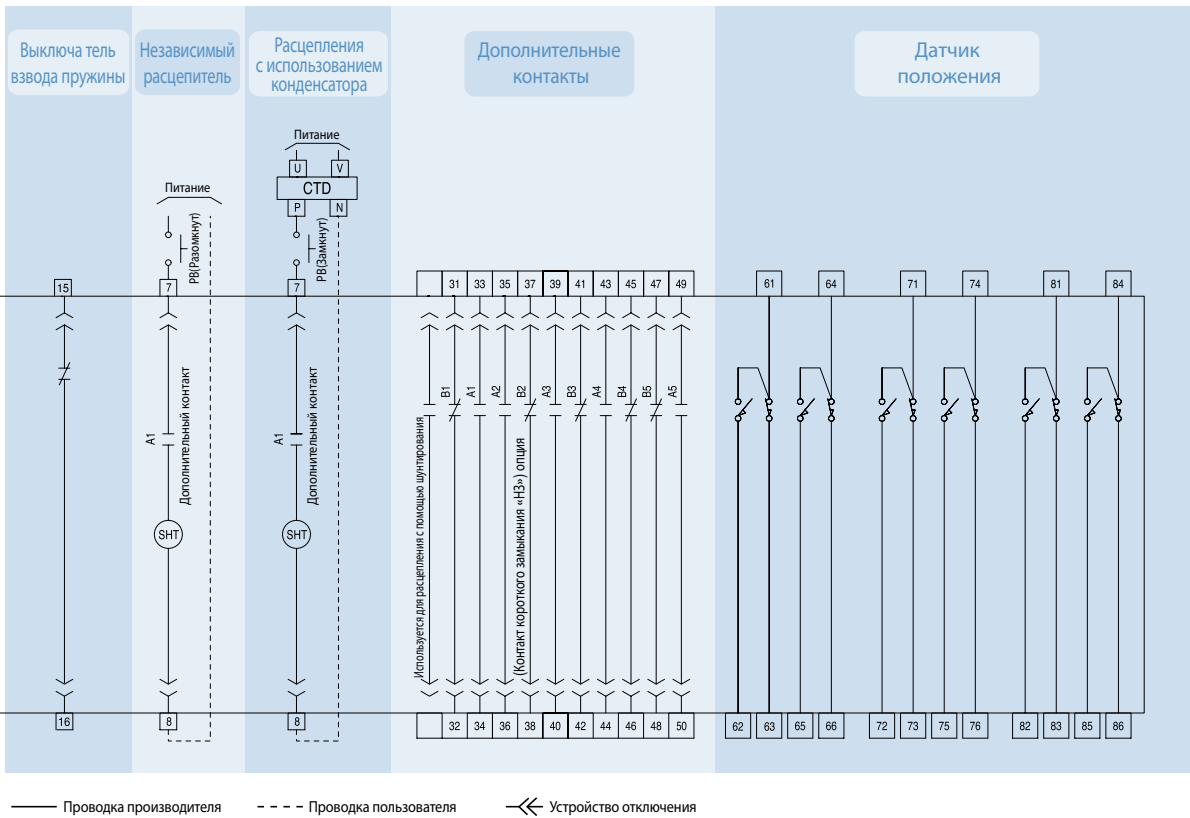 Выключа тель
взвода пружины
Независимый
расцепитель
Расцепления
с использованием
конденсатора
Дополнительные
контакты
Датчик
положения
Питание
U
V
CTD
P
N
Питание
PB(Разомкнут)
PB(Замкнут)
15
7
7
31
33
35
37
39
41
43
45
47
49
61
64
71
74
81
84
A1
Дополнительный контакт
SHT
A1
Дополнительный контакт
SHT
Используется для расцепления с помощью шунтирования
B1
A1
A2
B2
A3
B3
A4
B4
B5
A5
(Контакт короткого замыкания «НЗ») опция
16
8
8
32
34
36
38
40
42
44
46
48
50
62
63
65
66
72
73
75
76
82
83
85
86
Проводка производителя
Проводка пользователя
Устройство отключения